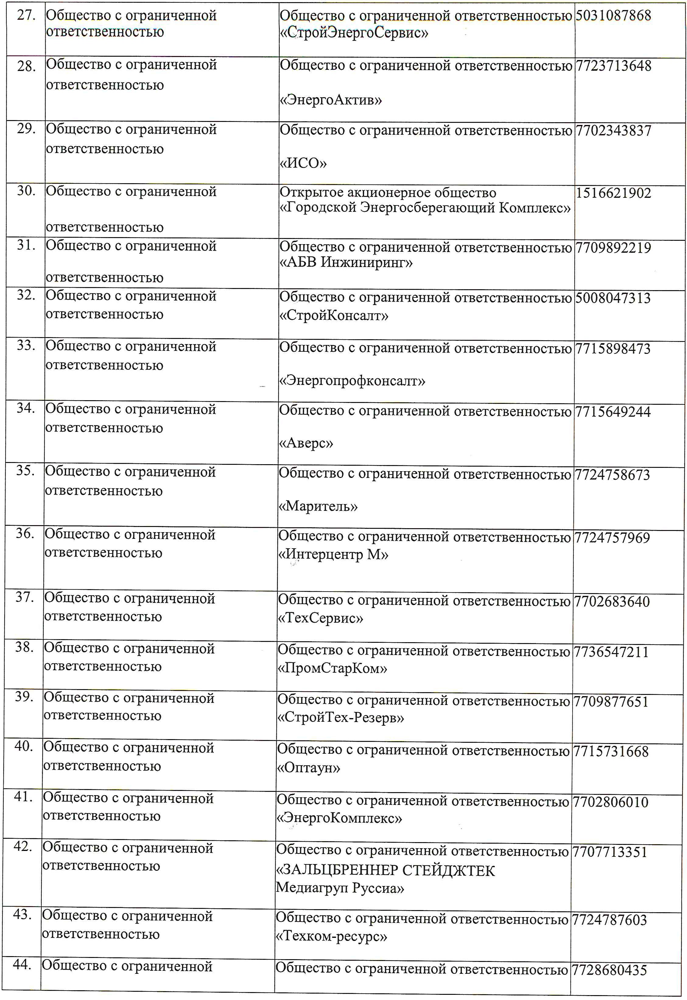 27. Общество с ограниченной Общество с ограниченной ответственностью 5031087868
ответственностью «СтройЭнергоСервис»
28. Общество с ограниченной Общество с ограниченной ответственностью 7723713648
ответственностью
«ЭнергоАктив»
29. Общество с ограниченной Общество с ограниченной ответственностью 7702343837
ответственностью
«ИСО»
30. Общество с ограниченной Открытое акционерное общество 1516621902
«Городской Энергосберегающий Комплекс»
ответственностью
31. Общество с ограниченной Общество с ограниченной ответственностью 7709892219
«АБВ Инжиниринг»
ответственностью
32. Общество с ограниченной Общество с ограниченной ответственностью 5008047313
ответственностью «СтройКонсалт»
33. Общество с ограниченной Общество с ограниченной ответственностью 7715898473
ответственностью
«Энергопрофконсалт»
34. Общество с ограниченной Общество с ограниченной ответственностью 7715649244
ответственностью
«Аверс»
35. Общество с ограниченной Общество с ограниченной ответственностью 7724758673
ответственностью
«Маритель»
36. Общество с ограниченной Общество с ограниченной ответственностью 7724757969
ответственностью «Интерцентр М»
37. Общество с ограниченной Общество с ограниченной ответственностью 7702683640
ответственностью «ТехСервис»
38. Общество с ограниченной Общество с ограниченной ответственностью 7736547211
ответственностью «ПромСтарКом»
39. Общество с ограниченной Общество с ограниченной ответственностью 7709877651
ответственностью «СтройТех-Резерв»
40. Общество с ограниченной Общество с ограниченной ответственностью 7715731668
ответственностью «Оптаун»
41. Общество с ограниченной Общество с ограниченной ответственностью 7702806010
ответственностью «ЭнергоКомплекс»
42. Общество с ограниченной Общество с ограниченной ответственностью 7707713351
ответственностью «ЗАЛЬЦБРЕННЕР СТЕЙДЖТЕК
Медиагруп Руссиа»
43. Общество с ограниченной Общество с ограниченной ответственностью 7724787603
ответственностью «Техком-ресурс»
44. Общество с ограниченной Общество с ограниченной ответственностью 7728680435